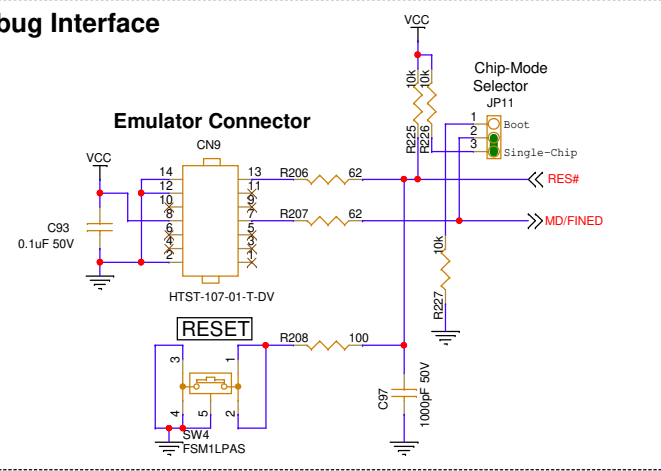 bug Interface
VCC
10k
10k
R225
R226
Chip-Mode
Selector
JP11
1
Boot
2
3
Single-Chip
Emulator Connector
CN9
VCC
14
12
10
8
6
4
2
13
11
9
7
5
3
1
R206
62
RES#
R207
62
MD/FINED
C93
0.1uF 50V
HTST-107-01-T-DV
10k
R227
RESET
R208
100
3
1
4
5
2
SW4
FSM1LPAS
C97
1000pF 50V